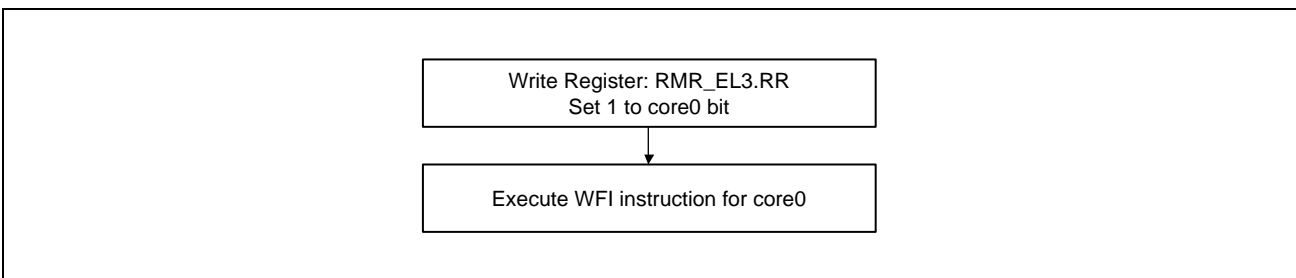 Write Register: RMR_EL3.RR
Set 1 to core0 bit
Execute WFI instruction for core0